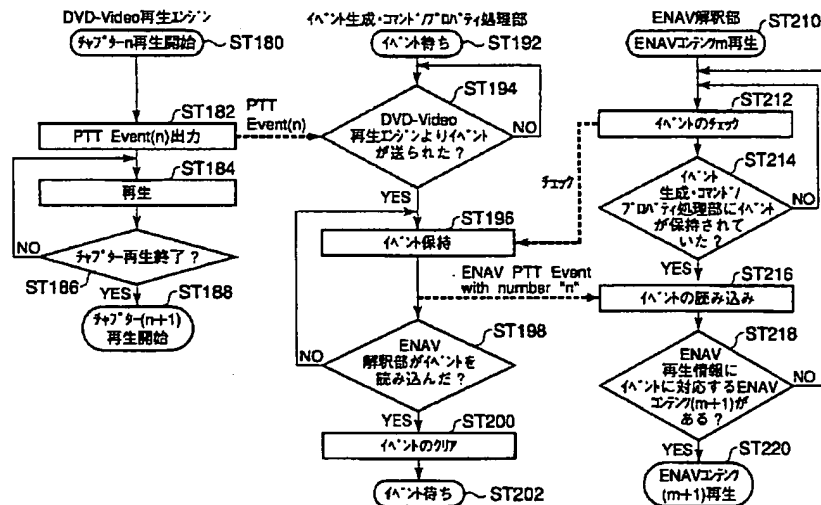 DVD-Video再生エンジン
チャプターn再生開始
ST180
ST182
PTT Event(n)出力
PTT
Event(n)
ST184
再生
NO
チャプター再生終了?
ST186
YES
ST188
チャプター(n+1)
再生開始
イベント生成・コマンド/プロパティ処理部
イベント待ち
ST192
ST194
DVD-Video
再生エンジンよりイベント
が送られた?
NO
YES
ST196
イベント保持
ENAV PTT Event
with number "n"
ST198
NO
ENAV
解釈部がイベントを
読み込んだ?
YES
ST200
イベントのクリア
イベント待ち
ST202
ENAV解釈部
ST210
ENAVコンテンツm再生
ST212
イベントのチェック
チェック
ST214
イベント
生成・コマンド/
プロパティ処理部にイベント
が保持されて
いた?
NO
YES
ST216
イベントの読み込み
ST218
ENAV
再生情報に
イベントに対応するENAV
コンテンツ(m+1)が
ある?
NO
YES
ST220
ENAVコンテンツ
(m+1)再生